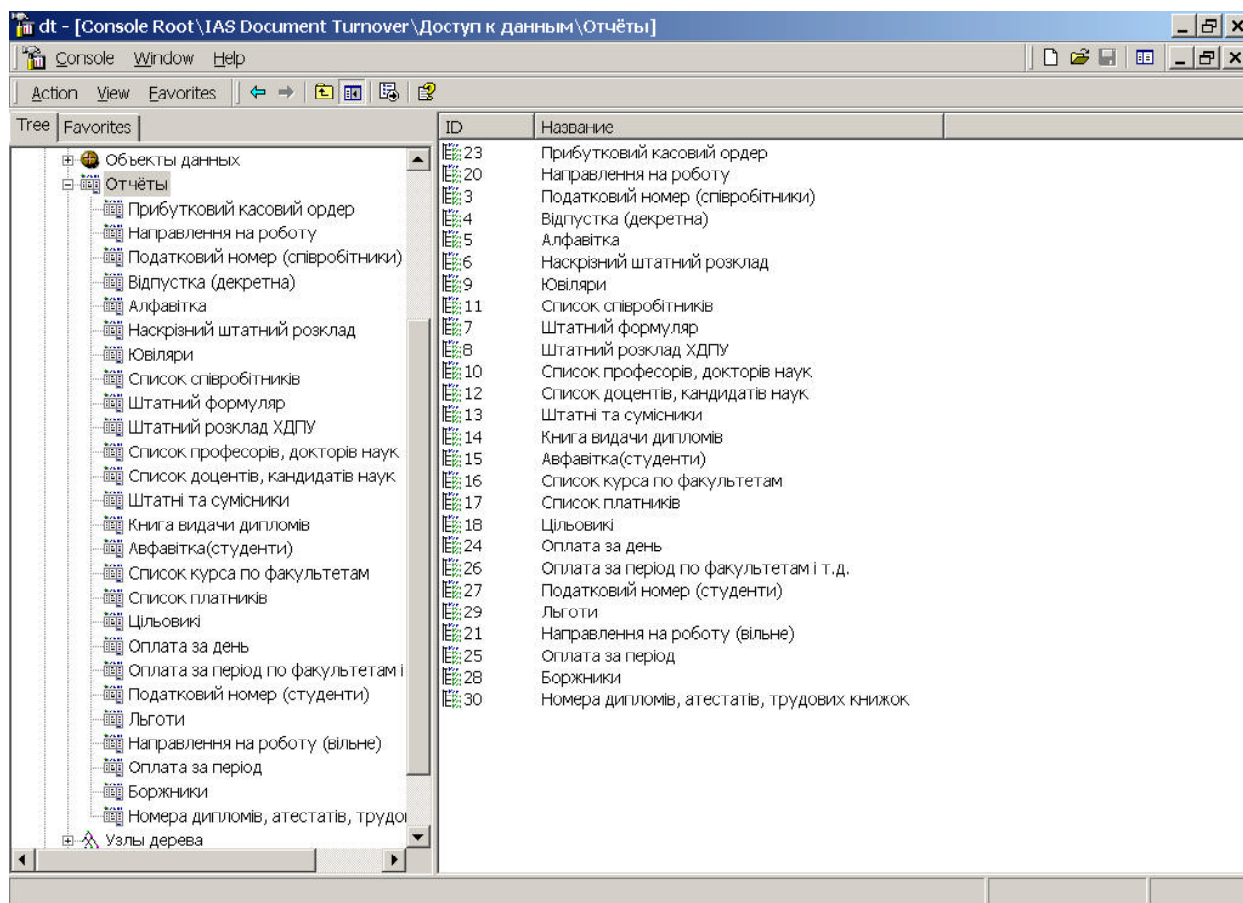 dt - [Console Root\IAS Document Turnover\Доступ к данным\Отчёты]
Console Window Help
Action View Favorites
Tree Favorites
Объекты данных
Отчёты
Прибутковий касовий ордер
Направлення на роботу
Податковий номер (співробітники)
Відпустка (декретна)
Алфавітка
Наскрізний штатний розклад
Ювіляри
Список співробітників
Штатний формуляр
Штатний розклад ХДПУ
Список професорів, докторів наук
Список доцентів, кандидатів наук
Штатні та сумісники
Книга видачи дипломів
Авфавітка(студенти)
Список курса по факультетам
Список платників
Цільовикі
Оплата за день
Оплата за період по факультетам і
Податковий номер (студенти)
Льготи
Направлення на роботу (вільне)
Оплата за період
Боржники
Номера дипломів, атестатів, трудо
Узлы дерева
ID Название
23 Прибутковий касовий ордер
20 Направлення на роботу
3 Податковий номер (співробітники)
4 Відпустка (декретна)
5 Алфавітка
6 Наскрізний штатний розклад
9 Ювіляри
11 Список співробітників
7 Штатний формуляр
8 Штатний розклад ХДПУ
10 Список професорів, докторів наук
12 Список доцентів, кандидатів наук
13 Штатні та сумісники
14 Книга видачи дипломів
15 Авфавітка(студенти)
16 Список курса по факультетам
17 Список платників
18 Цільовикі
24 Оплата за день
26 Оплата за період по факультетам і т.д.
27 Податковий номер (студенти)
29 Льготи
21 Направлення на роботу (вільне)
25 Оплата за період
28 Боржники
30 Номера дипломів, атестатів, трудових книжок